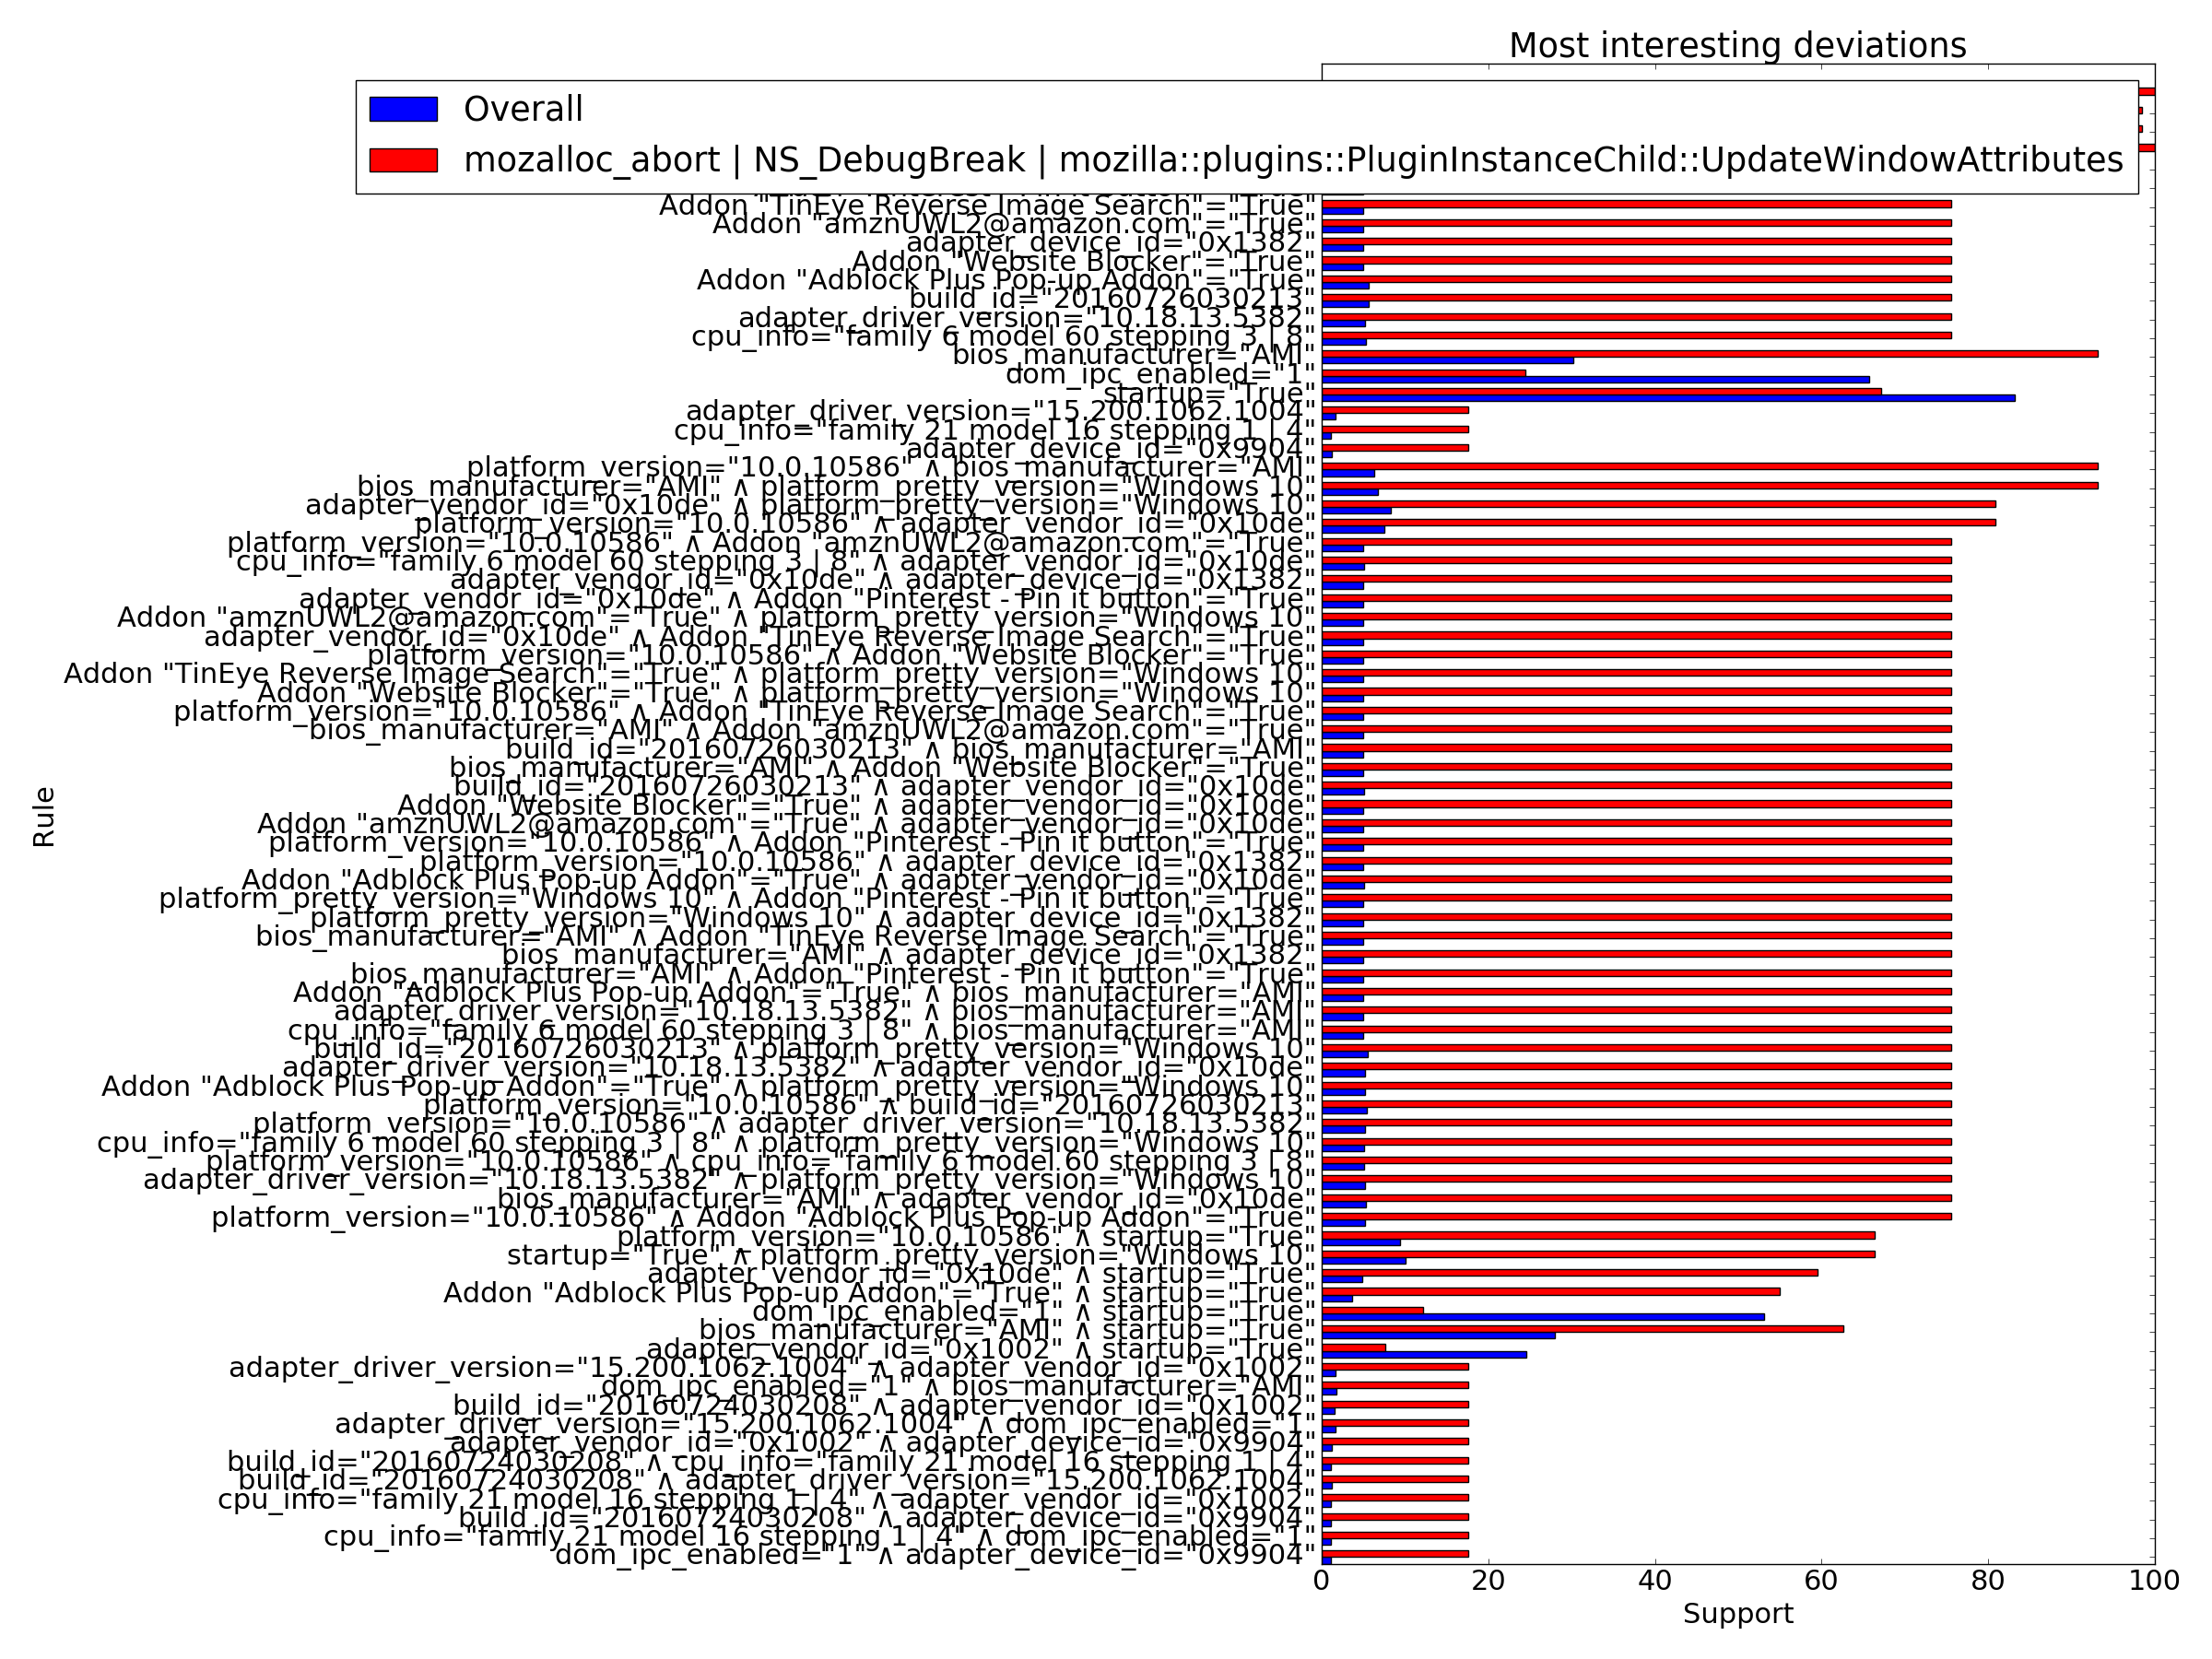 Most interesting deviations
Overall
mozalloc_abort | NS_DebugBreak | mozilla::plugins::PluginInstanceChild::UpdateWindowAttributes
Addon "TinEye Reverse Image Search"="True"
Addon "amznUWL2@amazon.com"="True"
adapter_device_id="0x1382"
Addon "Website Blocker"="True"
Addon "Adblock Plus Pop-up Addon"="True"
build_id="20160726030213"
adapter_driver_version="10.18.13.5382"
cpu_info="family 6 model 60 stepping 3 | 8"
bios_manufacturer="AMI"
dom_ipc_enabled="1"
startup="True"
adapter_driver_version="15.200.1062.1004"
cpu_info="family 21 model 16 stepping 1 | 4"
adapter_device_id="0x9904"
platform_version="10.0.10586" ∧ bios_manufacturer="AMI"
bios_manufacturer="AMI" ∧ platform_pretty_version="Windows 10"
adapter_vendor_id="0x10de" ∧ platform_pretty_version="Windows 10"
platform_version="10.0.10586" ∧ adapter_vendor_id="0x10de"
platform_version="10.0.10586" ∧ Addon "amznUWL2@amazon.com"="True"
cpu_info="family 6 model 60 stepping 3 | 8" ∧ adapter_vendor_id="0x10de"
adapter_vendor_id="0x10de" ∧ adapter_device_id="0x1382"
adapter_vendor_id="0x10de" ∧ Addon "Pinterest - Pin it button"="True"
Addon "amznUWL2@amazon.com"="True" ∧ platform_pretty_version="Windows 10"
adapter_vendor_id="0x10de" ∧ Addon "TinEye Reverse Image Search"="True"
platform_version="10.0.10586" ∧ Addon "Website Blocker"="True"
Addon "TinEye Reverse Image Search"="True" ∧ platform_pretty_version="Windows 10"
Addon "Website Blocker"="True" ∧ platform_pretty_version="Windows 10"
platform_version="10.0.10586" ∧ Addon "TinEye Reverse Image Search"="True"
bios_manufacturer="AMI" ∧ Addon "amznUWL2@amazon.com"="True"
build_id="20160726030213" ∧ bios_manufacturer="AMI"
bios_manufacturer="AMI" ∧ Addon "Website Blocker"="True"
build_id="20160726030213" ∧ adapter_vendor_id="0x10de"
Addon "Website Blocker"="True" ∧ adapter_vendor_id="0x10de"
Addon "amznUWL2@amazon.com"="True" ∧ adapter_vendor_id="0x10de"
platform_version="10.0.10586" ∧ Addon "Pinterest - Pin it button"="True"
platform_version="10.0.10586" ∧ adapter_device_id="0x1382"
Addon "Adblock Plus Pop-up Addon"="True" ∧ adapter_vendor_id="0x10de"
platform_pretty_version="Windows 10" ∧ Addon "Pinterest - Pin it button"="True"
platform_pretty_version="Windows 10" ∧ adapter_device_id="0x1382"
bios_manufacturer="AMI" ∧ Addon "TinEye Reverse Image Search"="True"
bios_manufacturer="AMI" ∧ adapter_device_id="0x1382"
bios_manufacturer="AMI" ∧ Addon "Pinterest - Pin it button"="True"
Addon "Adblock Plus Pop-up Addon"="True" ∧ bios_manufacturer="AMI"
adapter_driver_version="10.18.13.5382" ∧ bios_manufacturer="AMI"
cpu_info="family 6 model 60 stepping 3 | 8" ∧ bios_manufacturer="AMI"
build_id="20160726030213" ∧ platform_pretty_version="Windows 10"
adapter_driver_version="10.18.13.5382" ∧ adapter_vendor_id="0x10de"
Addon "Adblock Plus Pop-up Addon"="True" ∧ platform_pretty_version="Windows 10"
platform_version="10.0.10586" ∧ build_id="20160726030213"
platform_version="10.0.10586" ∧ adapter_driver_version="10.18.13.5382"
cpu_info="family 6 model 60 stepping 3 | 8" ∧ platform_pretty_version="Windows 10"
platform_version="10.0.10586" ∧ cpu_info="family 6 model 60 stepping 3 | 8"
adapter_driver_version="10.18.13.5382" ∧ platform_pretty_version="Windows 10"
bios_manufacturer="AMI" ∧ adapter_vendor_id="0x10de"
platform_version="10.0.10586" ∧ Addon "Adblock Plus Pop-up Addon"="True"
platform_version="10.0.10586" ∧ startup="True"
startup="True" ∧ platform_pretty_version="Windows 10"
adapter_vendor_id="0x10de" ∧ startup="True"
Addon "Adblock Plus Pop-up Addon"="True" ∧ startup="True"
dom_ipc_enabled="1" ∧ startup="True"
bios_manufacturer="AMI" ∧ startup="True"
adapter_vendor_id="0x1002" ∧ startup="True"
adapter_driver_version="15.200.1062.1004" ∧ adapter_vendor_id="0x1002"
dom_ipc_enabled="1" ∧ bios_manufacturer="AMI"
build_id="20160724030208" ∧ adapter_vendor_id="0x1002"
adapter_driver_version="15.200.1062.1004" ∧ dom_ipc_enabled="1"
adapter_vendor_id="0x1002" ∧ adapter_device_id="0x9904"
build_id="20160724030208" ∧ cpu_info="family 21 model 16 stepping 1 | 4"
build_id="20160724030208" ∧ adapter_driver_version="15.200.1062.1004"
cpu_info="family 21 model 16 stepping 1 | 4" ∧ adapter_vendor_id="0x1002"
build_id="20160724030208" ∧ adapter_device_id="0x9904"
cpu_info="family 21 model 16 stepping 1 | 4" ∧ dom_ipc_enabled="1"
dom_ipc_enabled="1" ∧ adapter_device_id="0x9904"
Rule
0 20 40 60 80 100
Support